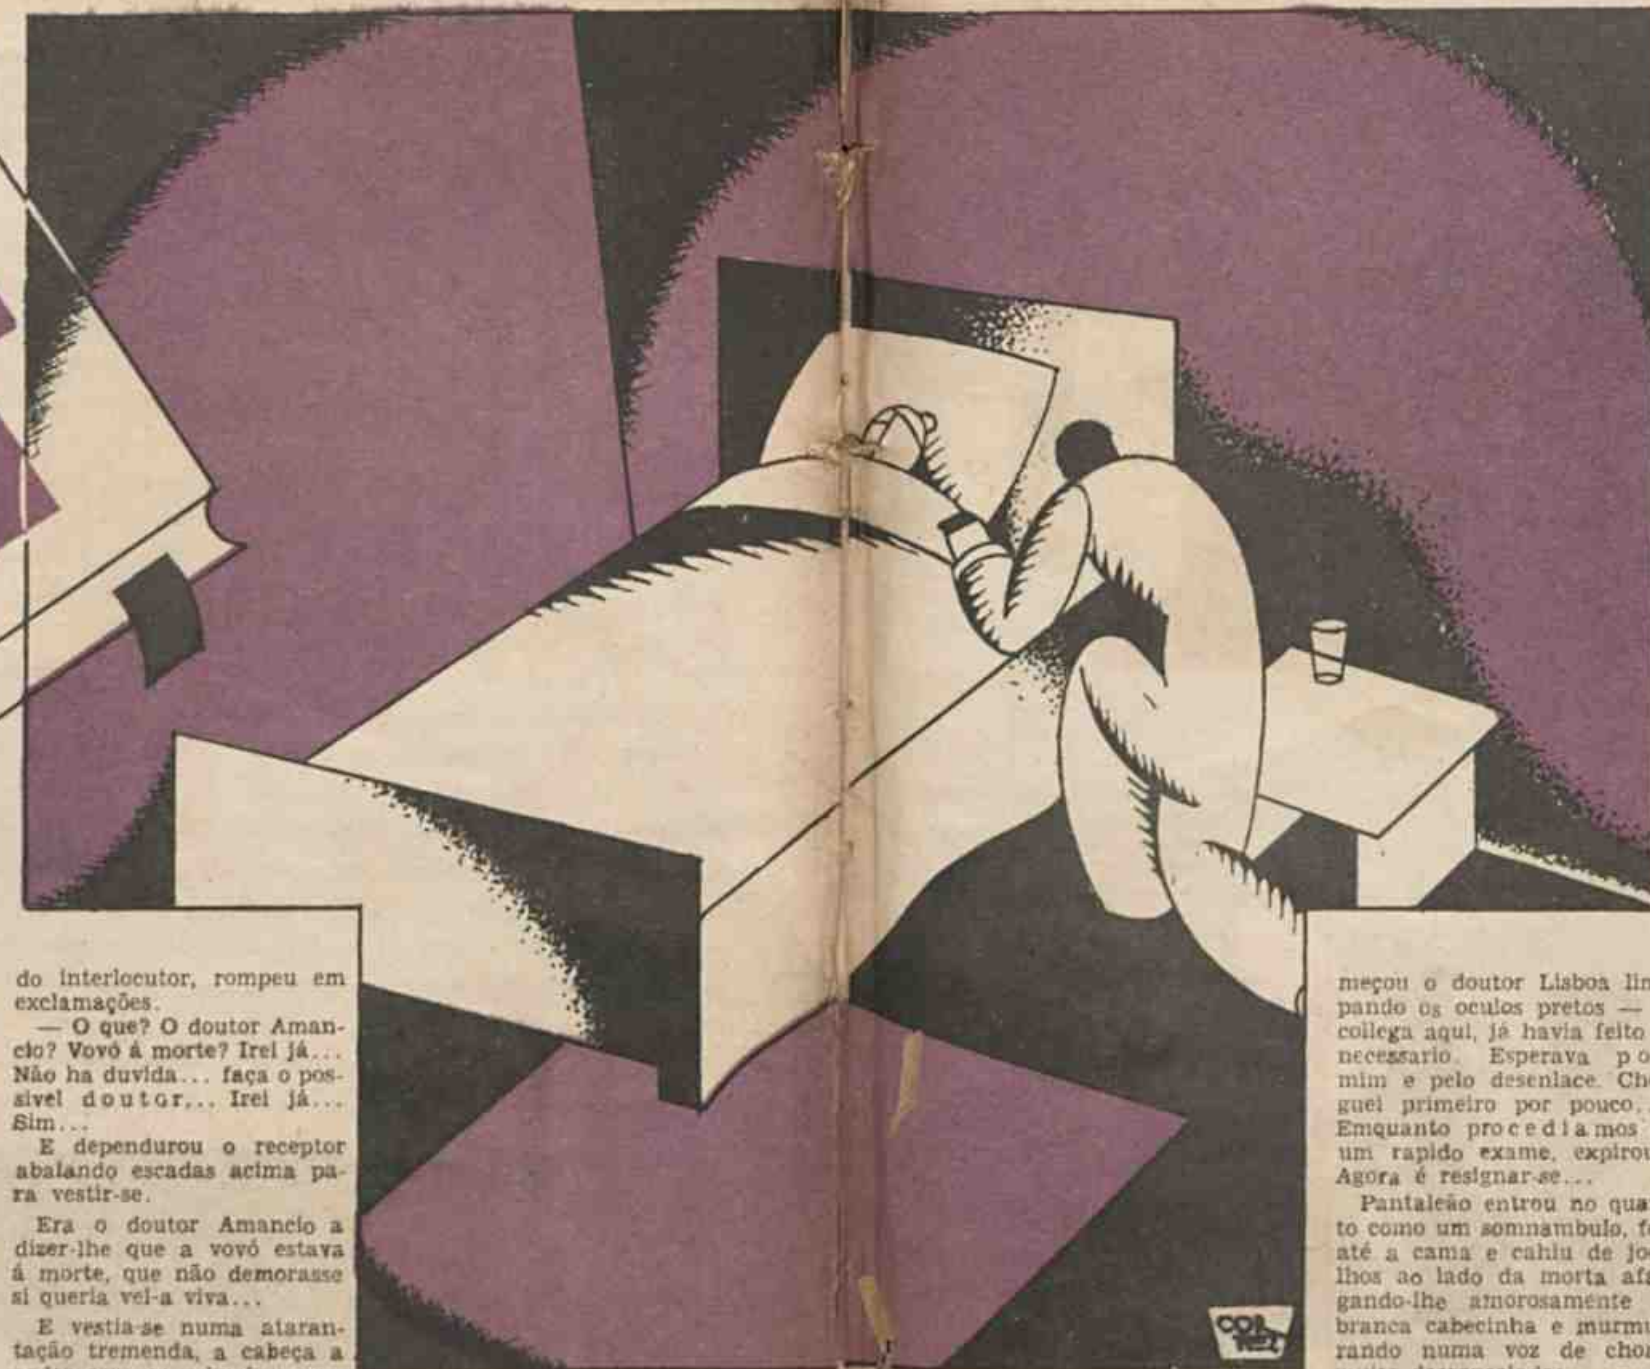 do interlocutor, rompeu em
exclamações.
— O que? O doutor Aman-
cio? Vovó á morte? Irei já...
Não ha duvida... faça o pos-
sivel doutor... Irei já...
Sim...
E dependurou o receptor
abalando escadas acima pa-
ra vestir-se.
Era o doutor Amancio a
dizer-lhe que a vovó estava
á morte, que não demorasse
si queria vel-a viva...
E vestia-se numa ataran-
tação tremenda, a cabeça a
meçou o doutor Lisboa lim
pando os oculos pretos —
collega aqui, já havia feito
necessario. Esperava po
mim e pelo desenlace. Che
guei primeiro por pouco.
Emquanto procediamos
um rapido exame, expirou
Agora é resignar-se...
Pantaleão entrou no quar
to como um somnambulo, fo
até a cama e cahiu de joe
lhos ao lado da morta afa
gando-lhe amorosamente
branca cabecinha e murmu
rando numa voz de cho